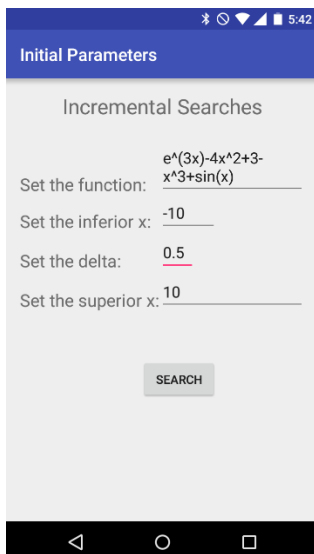 5:42
Initial Parameters
Incremental Searches
e^(3x)-4x^2+3-
x^3+sin(x)
Set the function:
Set the inferior x: -10
Set the delta: 0.5
Set the superior x: 10
SEARCH